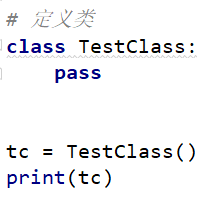 # 定义类
class TestClass:
    pass
tc = TestClass()
print(tc)